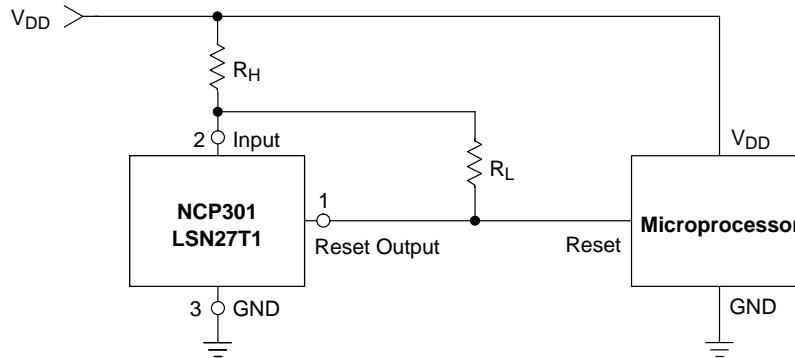 VDD
RH
2 Input
VDD
RL
NCP301
LSN27T1
1
Reset Output
Reset
Microprocessor
3 GND
GND